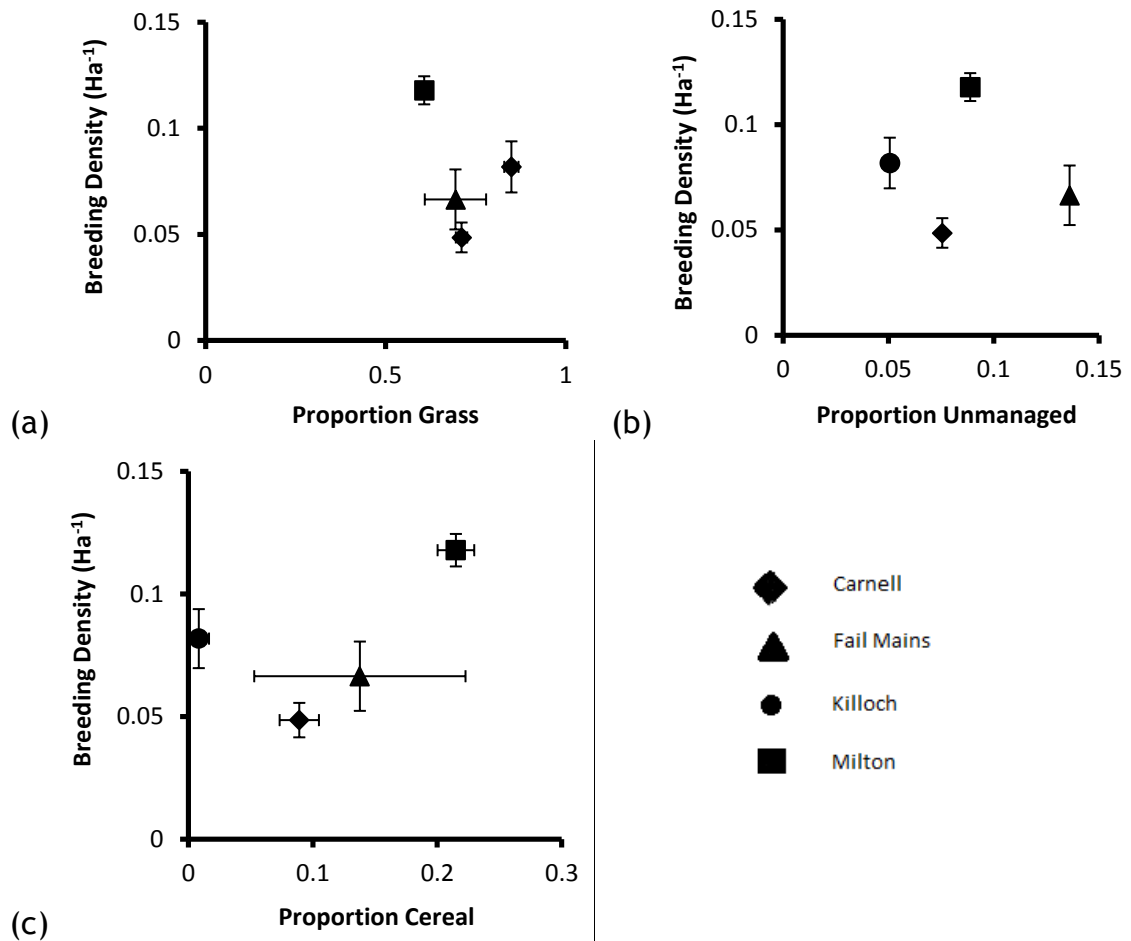 Breeding Density (Ha⁻¹)
0.15
0.1
0.05
0
0 0.5 1
Proportion Grass
(a)
Breeding Density (Ha⁻¹)
0.15
0.1
0.05
0
0 0.05 0.1 0.15
Proportion Unmanaged
(b)
Breeding Density (Ha⁻¹)
0.15
0.1
0.05
0
0 0.1 0.2 0.3
Proportion Cereal
(c)
Carnell
Fail Mains
Killoch
Milton